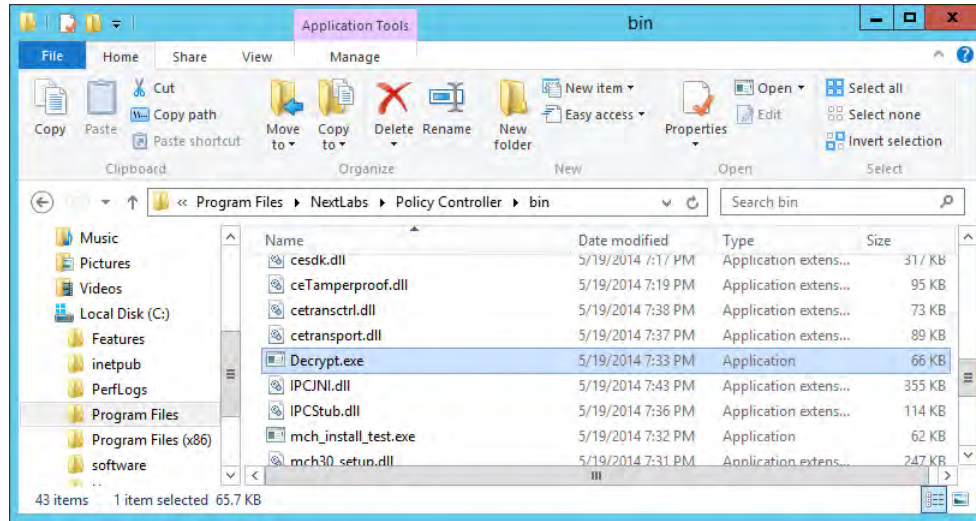 Application Tools bin
File Home Share View Manage
Copy
Paste
Cut
Copy path
Paste shortcut
Move to
Copy to
Delete
Rename
New folder
New item
Easy access
Properties
Open
Edit
Select all
Select none
Invert selection
Clipboard Organize New Open Select
« Program Files NextLabs Policy Controller bin Search bin
Music
Pictures
Videos
Local Disk (C:)
Features
inetpub
PerfLogs
Program Files
Program Files (x86)
software
Name Date modified Type Size
cesdk.dll 5/19/2014 7:17 PM Application extens... 317 KB
ceTamperproof.dll 5/19/2014 7:19 PM Application extens... 95 KB
cetransctrl.dll 5/19/2014 7:38 PM Application extens... 73 KB
cetransport.dll 5/19/2014 7:37 PM Application extens... 89 KB
Decrypt.exe 5/19/2014 7:33 PM Application 66 KB
IPCJNI.dll 5/19/2014 7:43 PM Application extens... 355 KB
IPCStub.dll 5/19/2014 7:36 PM Application extens... 114 KB
mch_install_test.exe 5/19/2014 7:32 PM Application 62 KB
mch30_setup.dll 5/19/2014 7:31 PM Application extens... 247 KB
43 items 1 item selected 65.7 KB